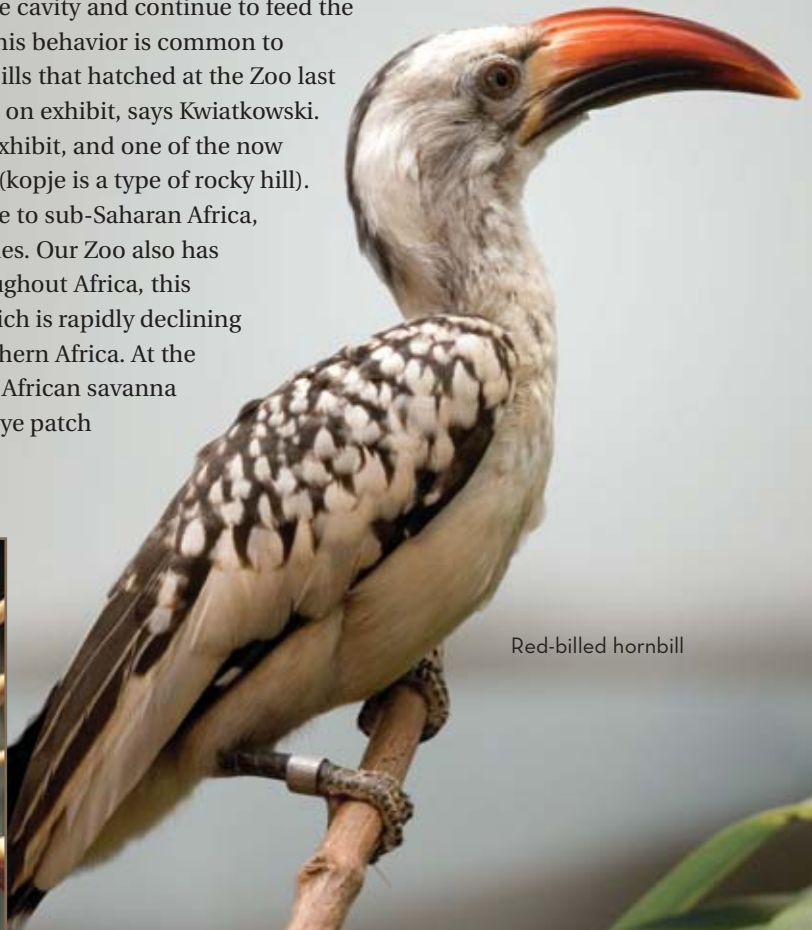 e cavity and continue to feed the
his behavior is common to
ills that hatched at the Zoo last
on exhibit, says Kwiatkowski.
xhibit, and one of the now
(kopje is a type of rocky hill).
e to sub-Saharan Africa,
es. Our Zoo also has
ughout Africa, this
ich is rapidly declining
hern Africa. At the
African savanna
ye patch
Red-billed hornbill